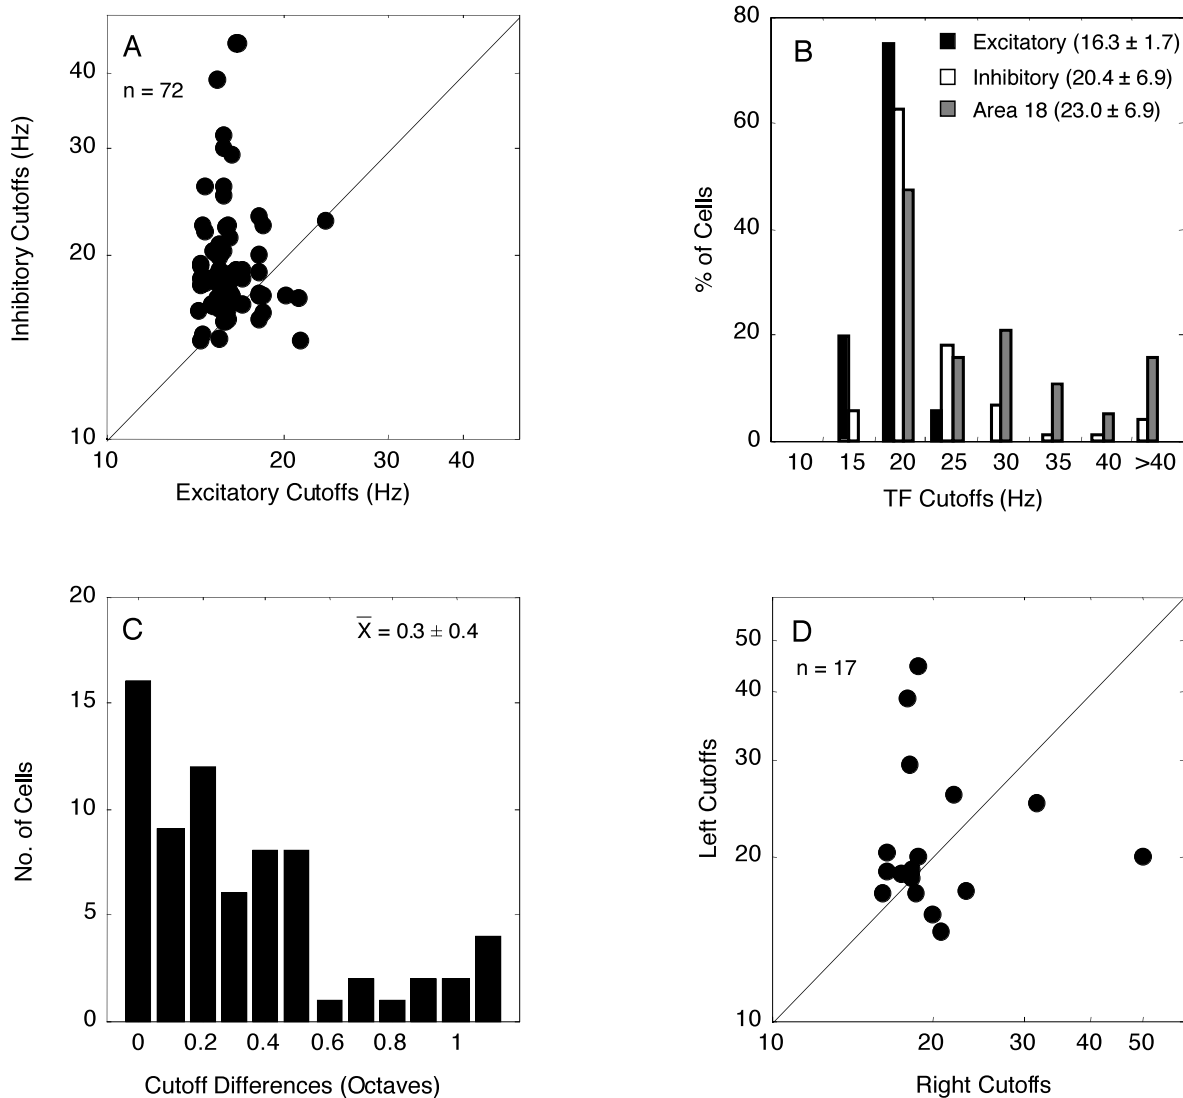 A
n = 72
40
30
20
10
10
20
30
40
Inhibitory Cutoffs (Hz)
Excitatory Cutoffs (Hz)
B
Excitatory (16.3 ± 1.7)
Inhibitory (20.4 ± 6.9)
Area 18 (23.0 ± 6.9)
80
60
40
20
0
10
15
20
25
30
35
40
>40
% of Cells
TF Cutoffs (Hz)
C
X̅ = 0.3 ± 0.4
20
15
10
5
0
0
0.2
0.4
0.6
0.8
1
No. of Cells
Cutoff Differences (Octaves)
D
n = 17
50
40
30
20
10
10
20
30
40
50
Left Cutoffs
Right Cutoffs